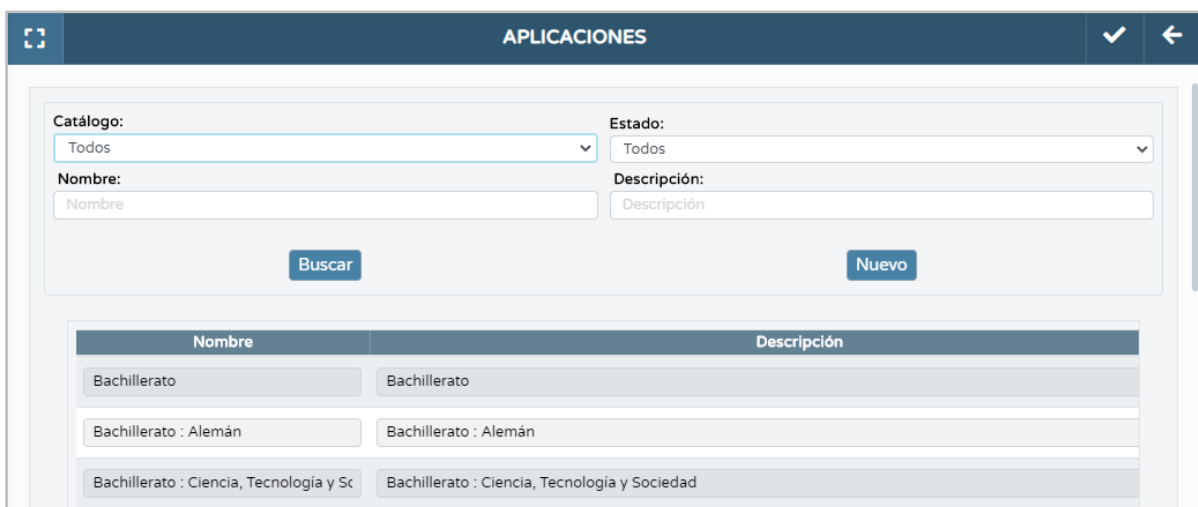 APLICACIONES
Catálogo: Estado:
Todos Todos
Nombre: Descripción:
Nombre Descripción
Buscar Nuevo
Nombre Descripción
Bachillerato Bachillerato
Bachillerato : Alemán Bachillerato : Alemán
Bachillerato : Ciencia, Tecnología y Sc Bachillerato : Ciencia, Tecnología y Sociedad